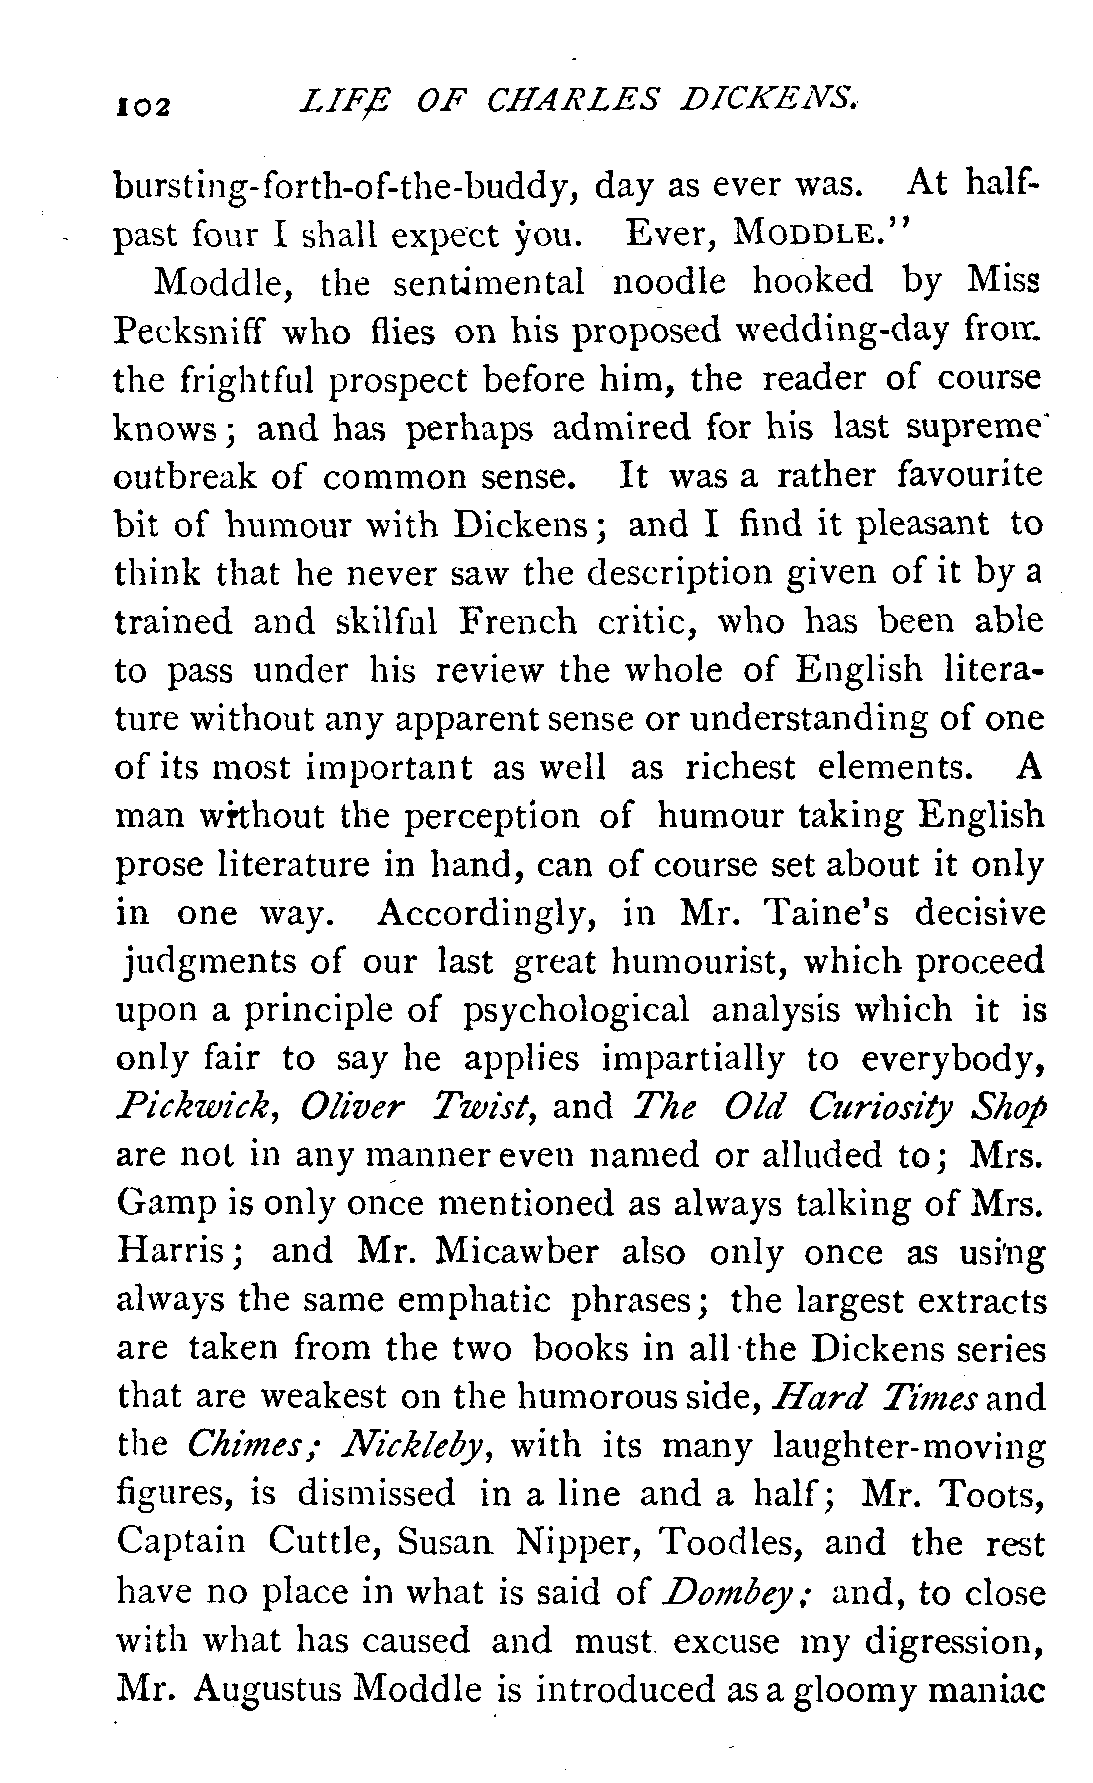 102 LIFE OF CHARLES DICKENS.
bursting-forth-of-the-buddy, day as ever was. At half-
past four I shall expect you. Ever, MODDLE."
Moddle, the sentimental noodle hooked by Miss
Pecksniff who flies on his proposed wedding-day from
the frightful prospect before him, the reader of course
knows; and has perhaps admired for his last supreme
outbreak of common sense. It was a rather favourite
bit of humour with Dickens; and I find it pleasant to
think that he never saw the description given of it by a
trained and skilful French critic, who has been able
to pass under his review the whole of English litera-
ture without any apparent sense or understanding of one
of its most important as well as richest elements. A
man without the perception of humour taking English
prose literature in hand, can of course set about it only
in one way. Accordingly, in Mr. Taine's decisive
judgments of our last great humourist, which proceed
upon a principle of psychological analysis which it is
only fair to say he applies impartially to everybody,
Pickwick, Oliver Twist, and The Old Curiosity Shop
are not in any manner even named or alluded to; Mrs.
Gamp is only once mentioned as always talking of Mrs.
Harris; and Mr. Micawber also only once as using
always the same emphatic phrases; the largest extracts
are taken from the two books in all the Dickens series
that are weakest on the humorous side, Hard Times and
the Chimes; Nickleby, with its many laughter-moving
figures, is dismissed in a line and a half; Mr. Toots,
Captain Cuttle, Susan Nipper, Toodles, and the rest
have no place in what is said of Dombey; and, to close
with what has caused and must excuse my digression,
Mr. Augustus Moddle is introduced as a gloomy maniac